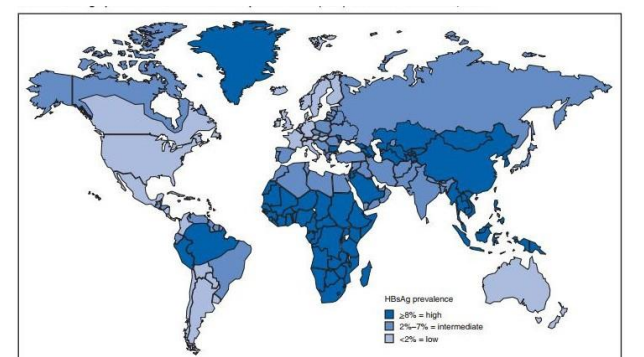 HBsAg prevalence
≥8% = high
2%–7% = intermediate
<2% = low